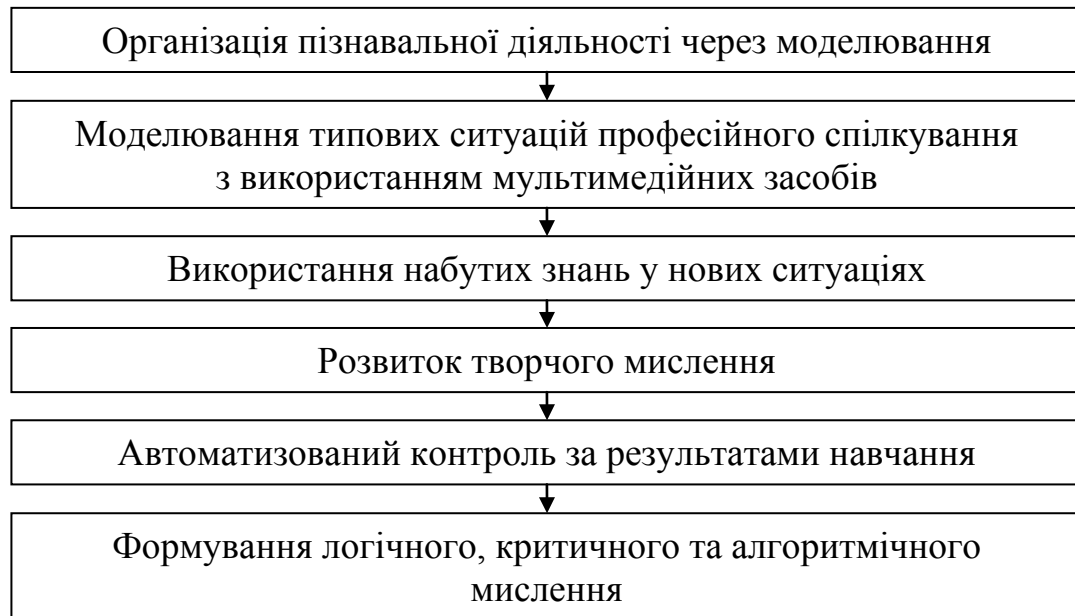 Організація пізнавальної діяльності через моделювання
Моделювання типових ситуацій професійного спілкування
з використанням мультимедійних засобів
Використання набутих знань у нових ситуаціях
Розвиток творчого мислення
Автоматизований контроль за результатами навчання
Формування логічного, критичного та алгоритмічного
мислення